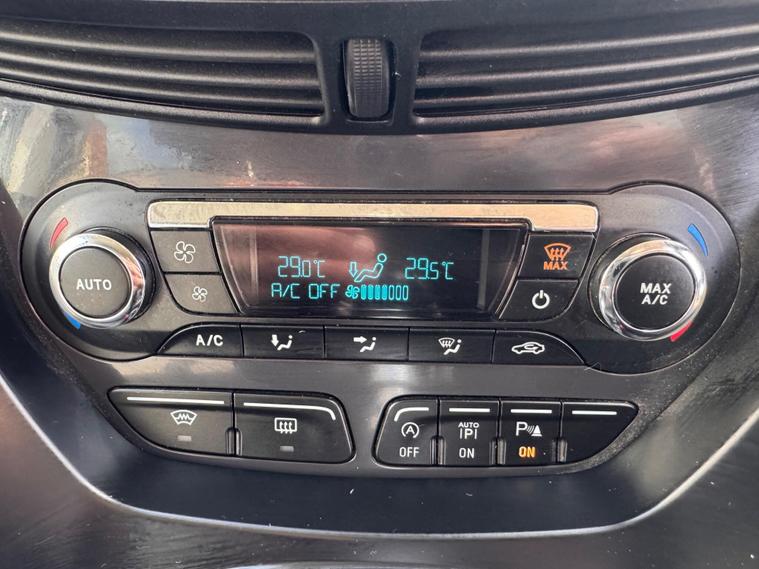 29.0°C 29.5°C
A/C OFF
AUTO
MAX
MAX
A/C
A/C
OFF
AUTO
P
ON
P
ON